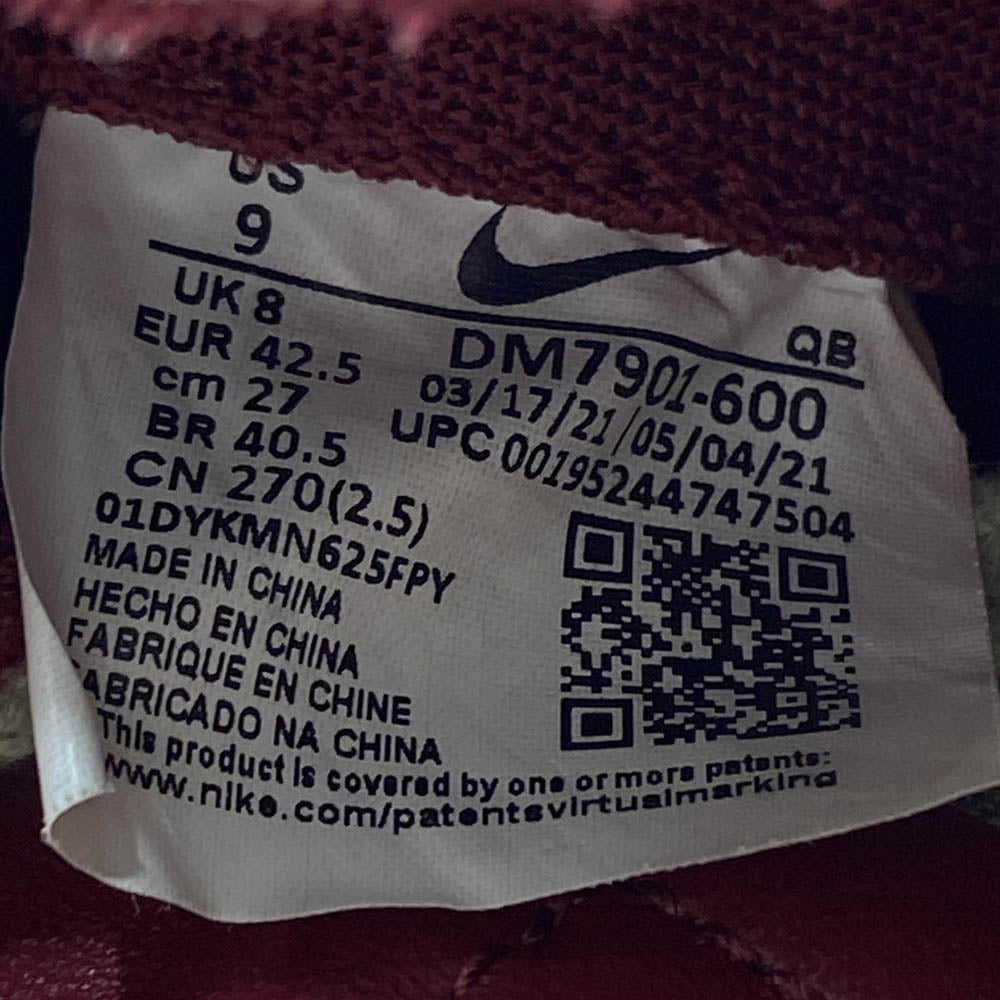 US
9
QB
UK 8
EUR 42.5
cm 27
BR 40.5
CN 270(2.5)
DM7901-600
03/17/21/05/04/21
UPC 00195244747504
01DYKMN625FPY
MADE IN CHINA
HECHO EN CHINA
FABRIQUE EN CHINE
FABRICADO NA CHINA
This product is covered by one or more patents:
www.nike.com/patentsvirtualmarking